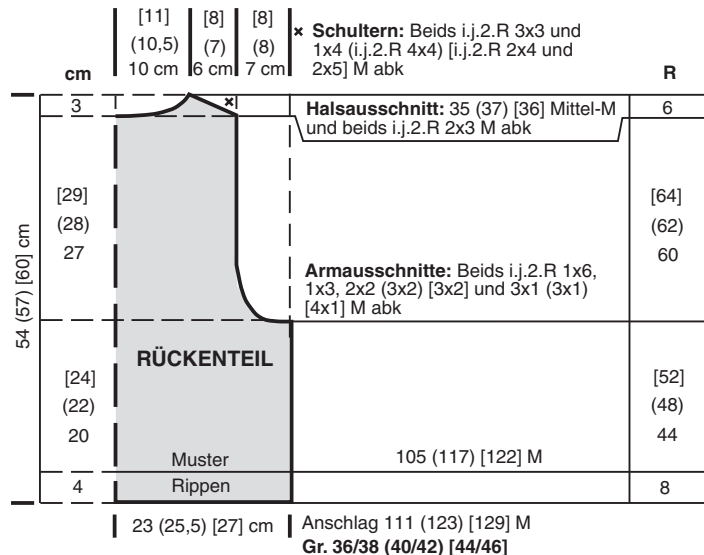 [11] [8] [8]
(10,5) (7) (8)
10 cm 6 cm 7 cm
× Schultern: Beids i.j.2.R 3x3 und
1x4 (i.j.2.R 4x4) [i.j.2.R 2x4 und
2x5] M abk
cm
R
3
Halsausschnitt: 35 (37) [36] Mittel-M
und beids i.j.2.R 2x3 M abk
6
54 (57) [60] cm
[29]
(28)
27
[64]
(62)
60
Armausschnitte: Beids i.j.2.R 1x6,
1x3, 2x2 (3x2) [3x2] und 3x1 (3x1)
[4x1] M abk
RÜCKENTEIL
[24]
(22)
20
[52]
(48)
44
Muster
105 (117) [122] M
4
Rippen
8
23 (25,5) [27] cm
Anschlag 111 (123) [129] M
Gr. 36/38 (40/42) [44/46]